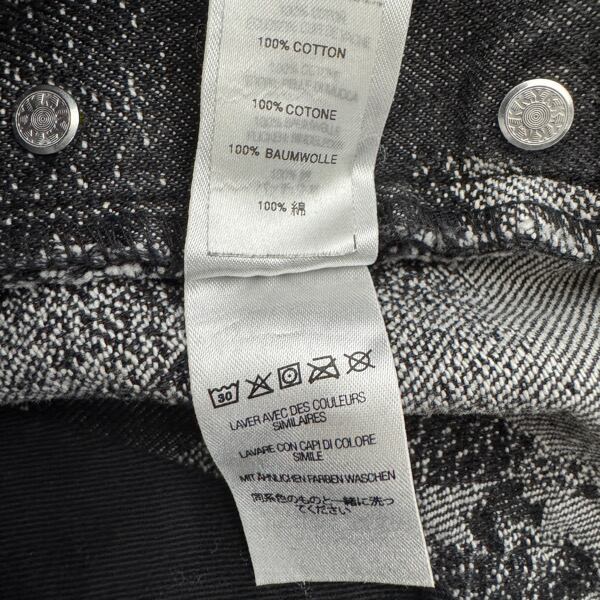 100% COTTON
100% COTONE
100% BAUMWOLLE
100% 綿
30
LAVER AVEC DES COULEURS
SIMILAIRES
LAVARE CON CAPI DI COLORE
SIMILE
MIT ÄHNLICHEN FARBEN WASCHEN
同系色のものと一緒に洗っ
てください